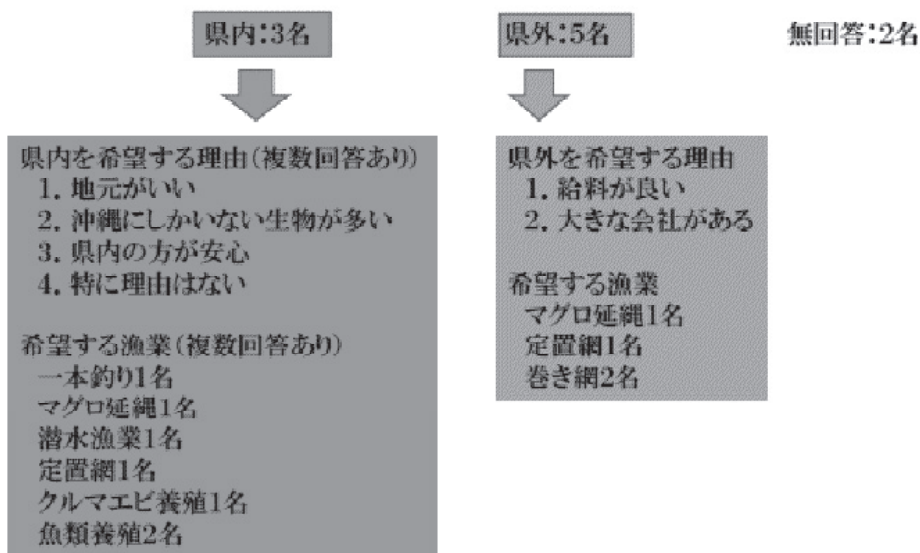 県内:3名
県外:5名
無回答:2名
県内を希望する理由(複数回答あり)
1. 地元がいい
2. 沖縄にしかいない生物が多い
3. 県内の方が安心
4. 特に理由はない
希望する漁業(複数回答あり)
一本釣り1名
マグロ延縄1名
潜水漁業1名
定置網1名
クルマエビ養殖1名
魚類養殖2名
県外を希望する理由
1. 給料が良い
2. 大きな会社がある
希望する漁業
マグロ延縄1名
定置網1名
巻き網2名